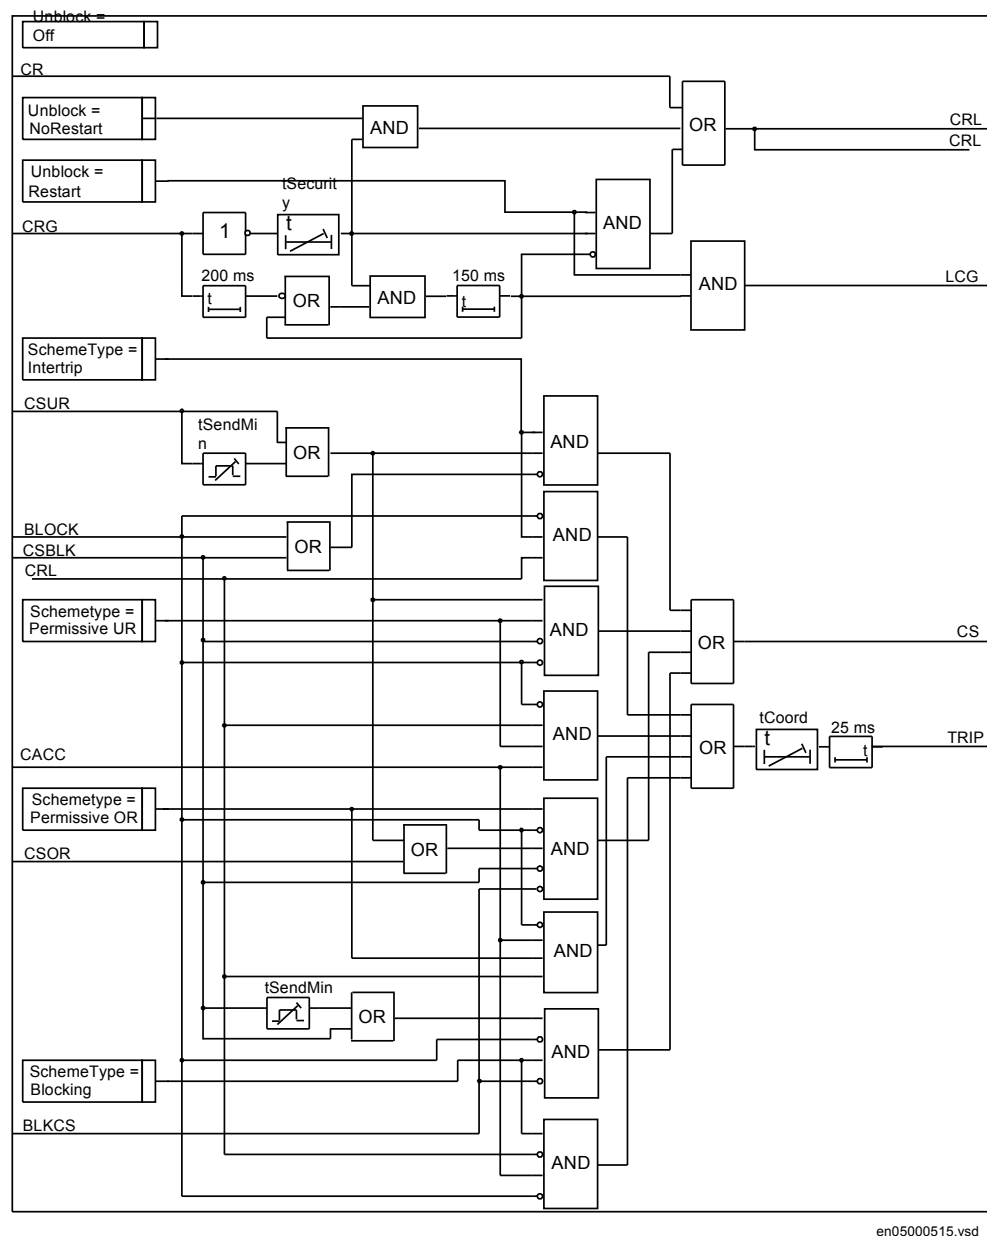 Unblock =
Off
CR
Unblock =
NoRestart
AND
OR
CRL
CRL
Unblock =
Restart
tSecurit
y
t
AND
CRG
1
200 ms
t
OR
AND
150 ms
t
AND
LCG
SchemeType =
Intertrip
CSUR
tSendMi
n
OR
AND
BLOCK
CSBLK
CRL
OR
AND
Schemetype =
Permissive UR
AND
OR
CS
AND
OR
tCoord
t
25 ms
t
TRIP
CACC
Schemetype =
Permissive OR
CSOR
OR
AND
AND
tSendMin
OR
AND
SchemeType =
Blocking
BLKCS
AND
en05000515.vsd